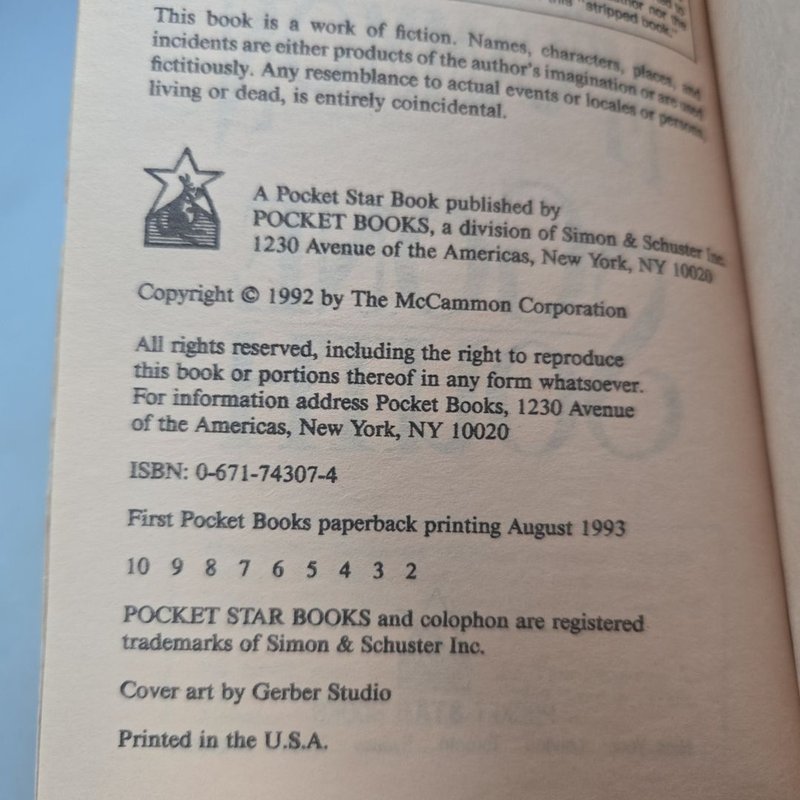 "stripped book."
This book is a work of fiction. Names, characters, places, and
incidents are either products of the author's imagination or are used
fictitiously. Any resemblance to actual events or locales or persons,
living or dead, is entirely coincidental.
A Pocket Star Book published by
POCKET BOOKS, a division of Simon & Schuster Inc.
1230 Avenue of the Americas, New York, NY 10020
Copyright © 1992 by The McCammon Corporation
All rights reserved, including the right to reproduce
this book or portions thereof in any form whatsoever.
For information address Pocket Books, 1230 Avenue
of the Americas, New York, NY 10020
ISBN: 0-671-74307-4
First Pocket Books paperback printing August 1993
10 9 8 7 6 5 4 3 2
POCKET STAR BOOKS and colophon are registered
trademarks of Simon & Schuster Inc.
Cover art by Gerber Studio
Printed in the U.S.A.